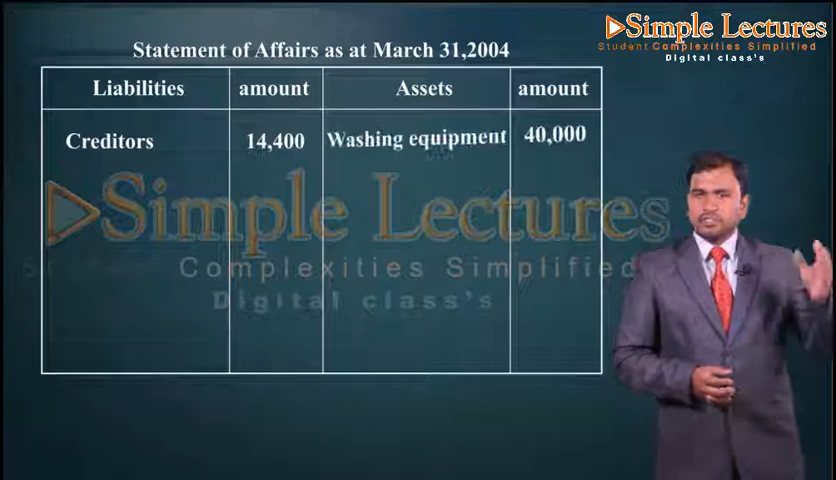 Simple Lectures
Student Complexities Simplified
Digital class's
Statement of Affairs as at March 31,2004
Liabilities amount Assets amount
Creditors 14,400 Washing equipment 40,000
Simple Lectures
Complexities Simplified
Digital class's